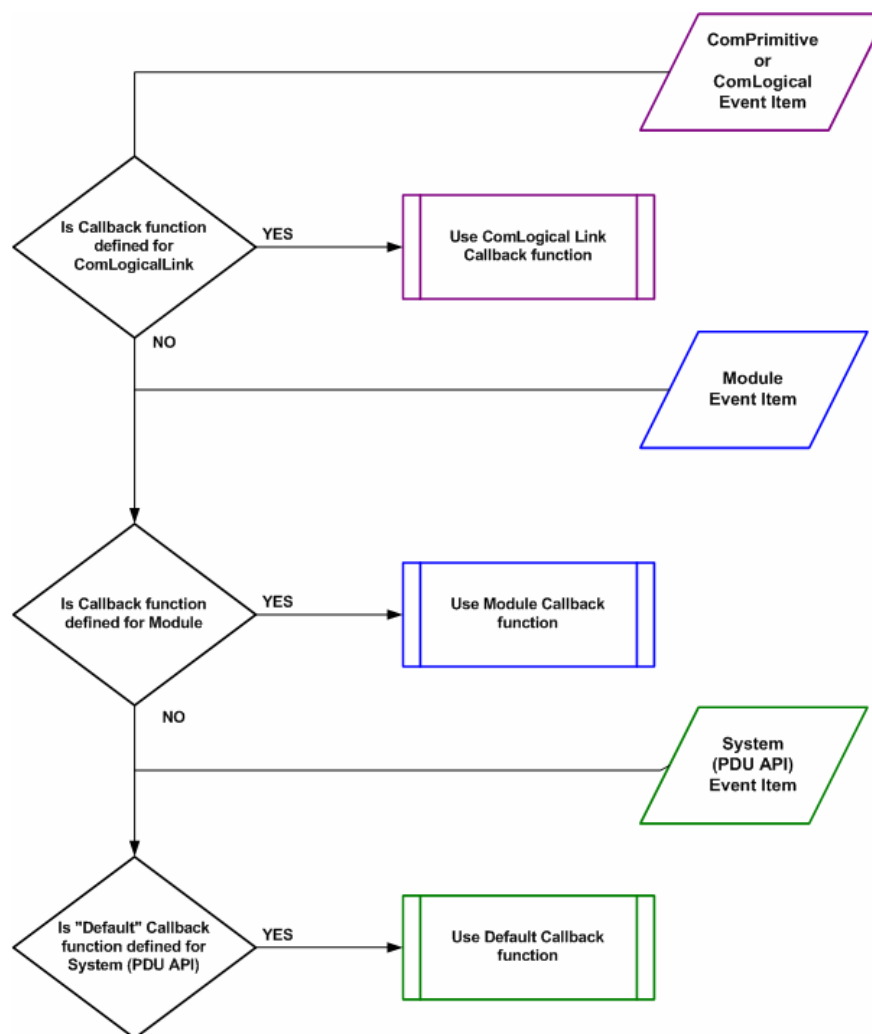 ComPrimitive
or
ComLogical
Event Item
Is Callback function
defined for
ComLogicalLink
YES
Use ComLogical Link
Callback function
NO
Module
Event Item
Is Callback function
defined for Module
YES
Use Module Callback
function
NO
System
(PDU API)
Event Item
Is "Default" Callback
function defined for
System (PDU API)
YES
Use Default Callback
function